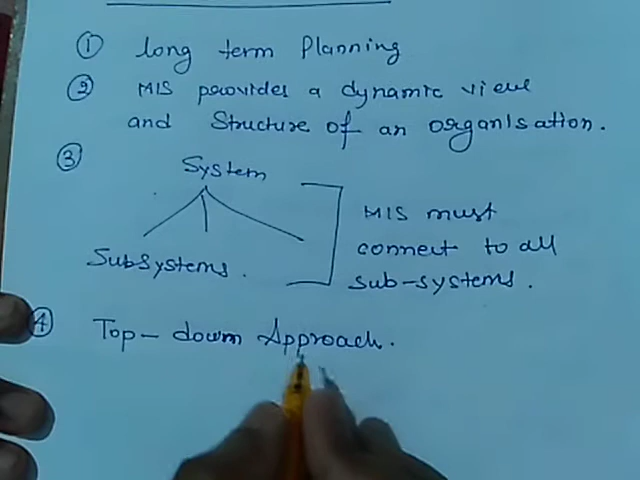 ① Long term Planning
② MIS provides a dynamic view
and Structure of an organisation.
③
System
Subsystems.
MIS must
connect to all
sub-systems.
④ Top-down Approach.